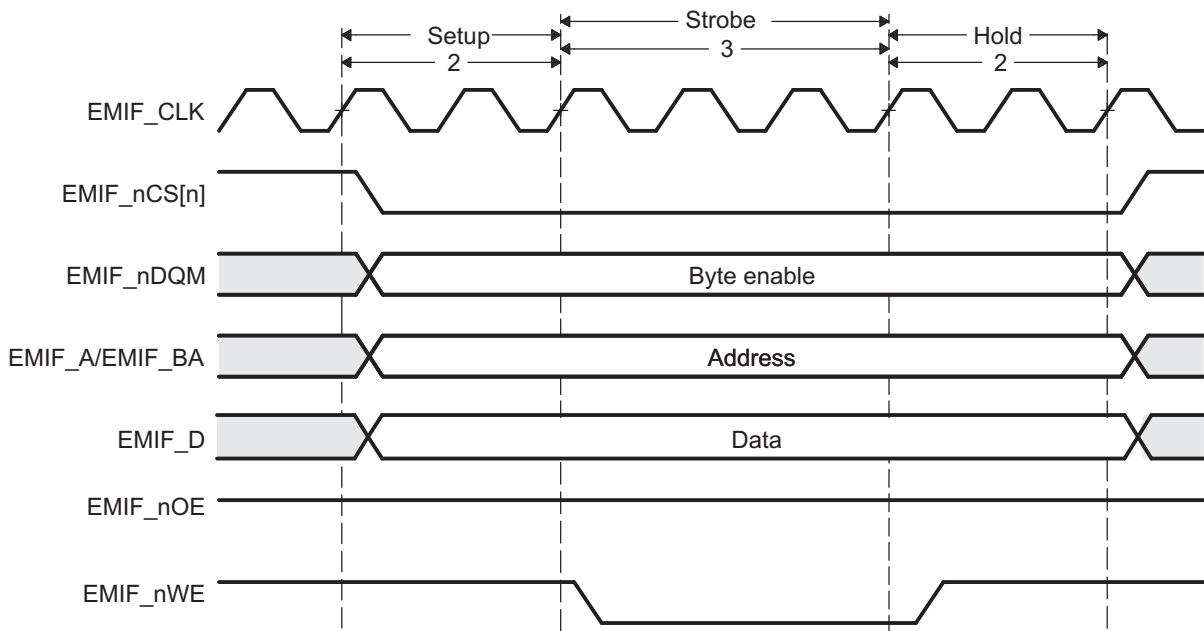 Setup
Strobe
Hold
2
3
2
EMIF_CLK
EMIF_nCS[n]
EMIF_nDQM
Byte enable
EMIF_A/EMIF_BA
Address
EMIF_D
Data
EMIF_nOE
EMIF_nWE